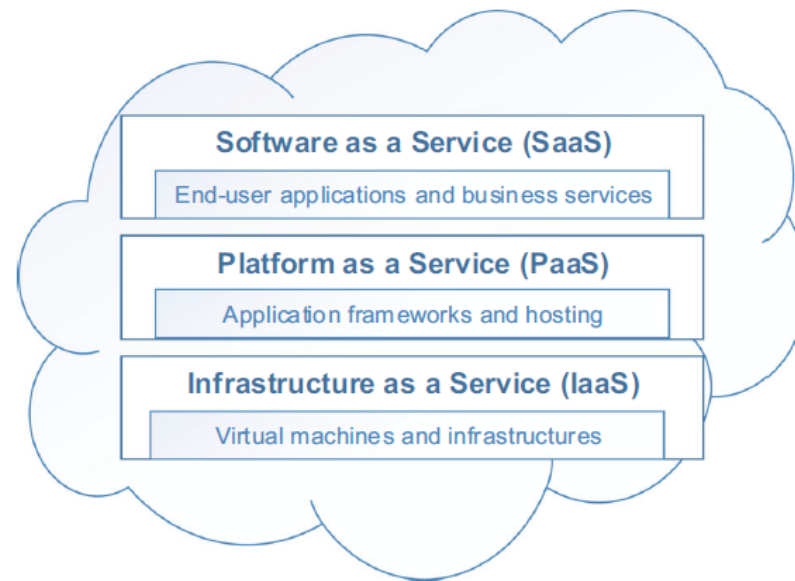 Software as a Service (SaaS)
End-user applications and business services
Platform as a Service (PaaS)
Application frameworks and hosting
Infrastructure as a Service (IaaS)
Virtual machines and infrastructures